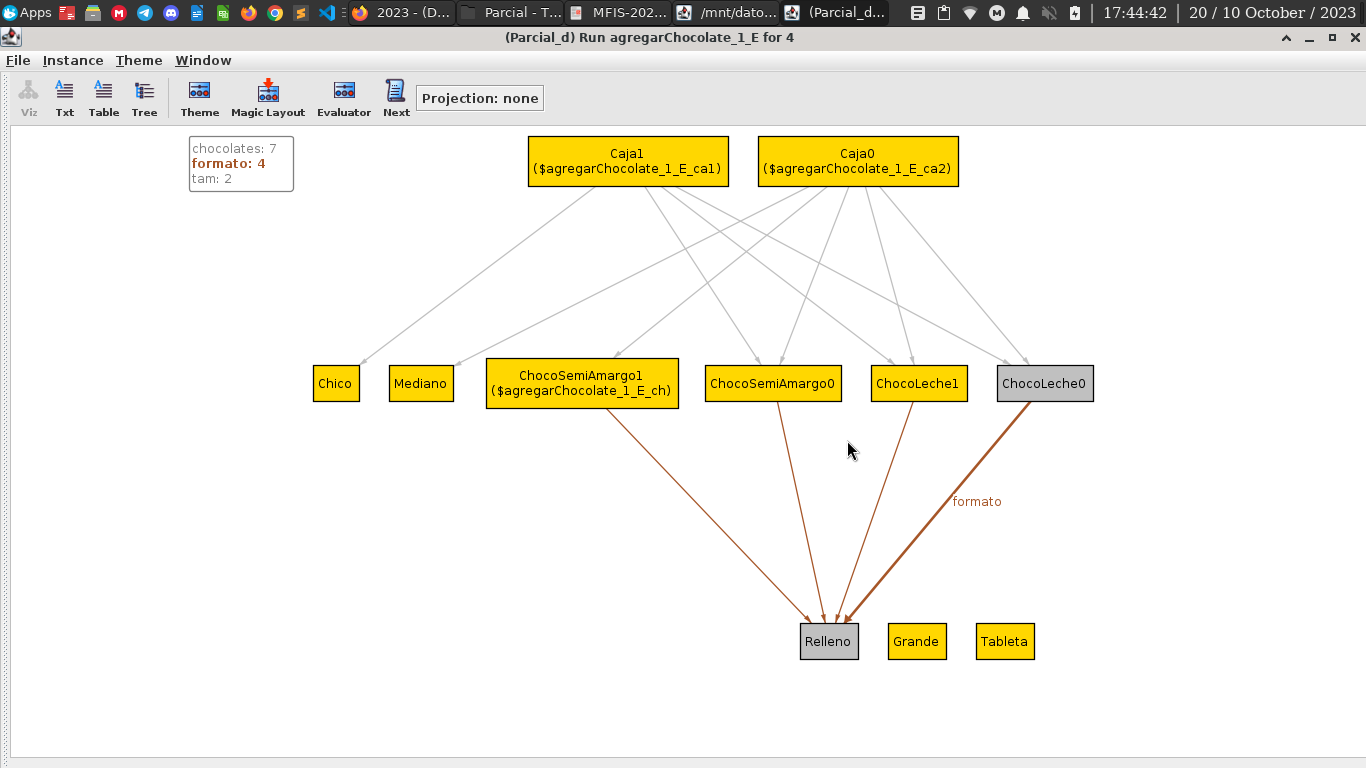 Apps
2023 - (D...
Parcial - T...
MFIS-202...
/mnt/dato...
(Parcial_d...
17:44:42
20 / 10 October / 2023
(Parcial_d) Run agregarChocolate_1_E for 4
File Instance Theme Window
Viz Txt Table Tree Theme Magic Layout Evaluator Next
Projection: none
chocolates: 7
formato: 4
tam: 2
Caja1
($agregarChocolate_1_E_ca1)
Caja0
($agregarChocolate_1_E_ca2)
Chico
Mediano
ChocoSemiAmargo1
($agregarChocolate_1_E_ch)
ChocoSemiAmargo0
ChocoLeche1
ChocoLeche0
formato
Relleno
Grande
Tableta